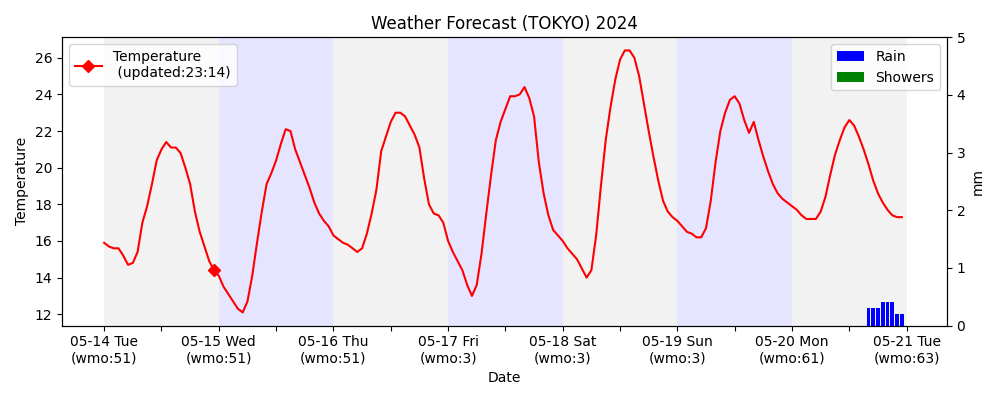 Weather Forecast (TOKYO) 2024
Temperature
(updated:23:14)
Rain
Showers
26
24
22
20
18
16
14
12
Temperature
5
4
3
2
1
0
mm
05-14 Tue
(wmo:51)
05-15 Wed
(wmo:51)
05-16 Thu
(wmo:51)
05-17 Fri
(wmo:3)
05-18 Sat
(wmo:3)
05-19 Sun
(wmo:3)
05-20 Mon
(wmo:61)
05-21 Tue
(wmo:63)
Date